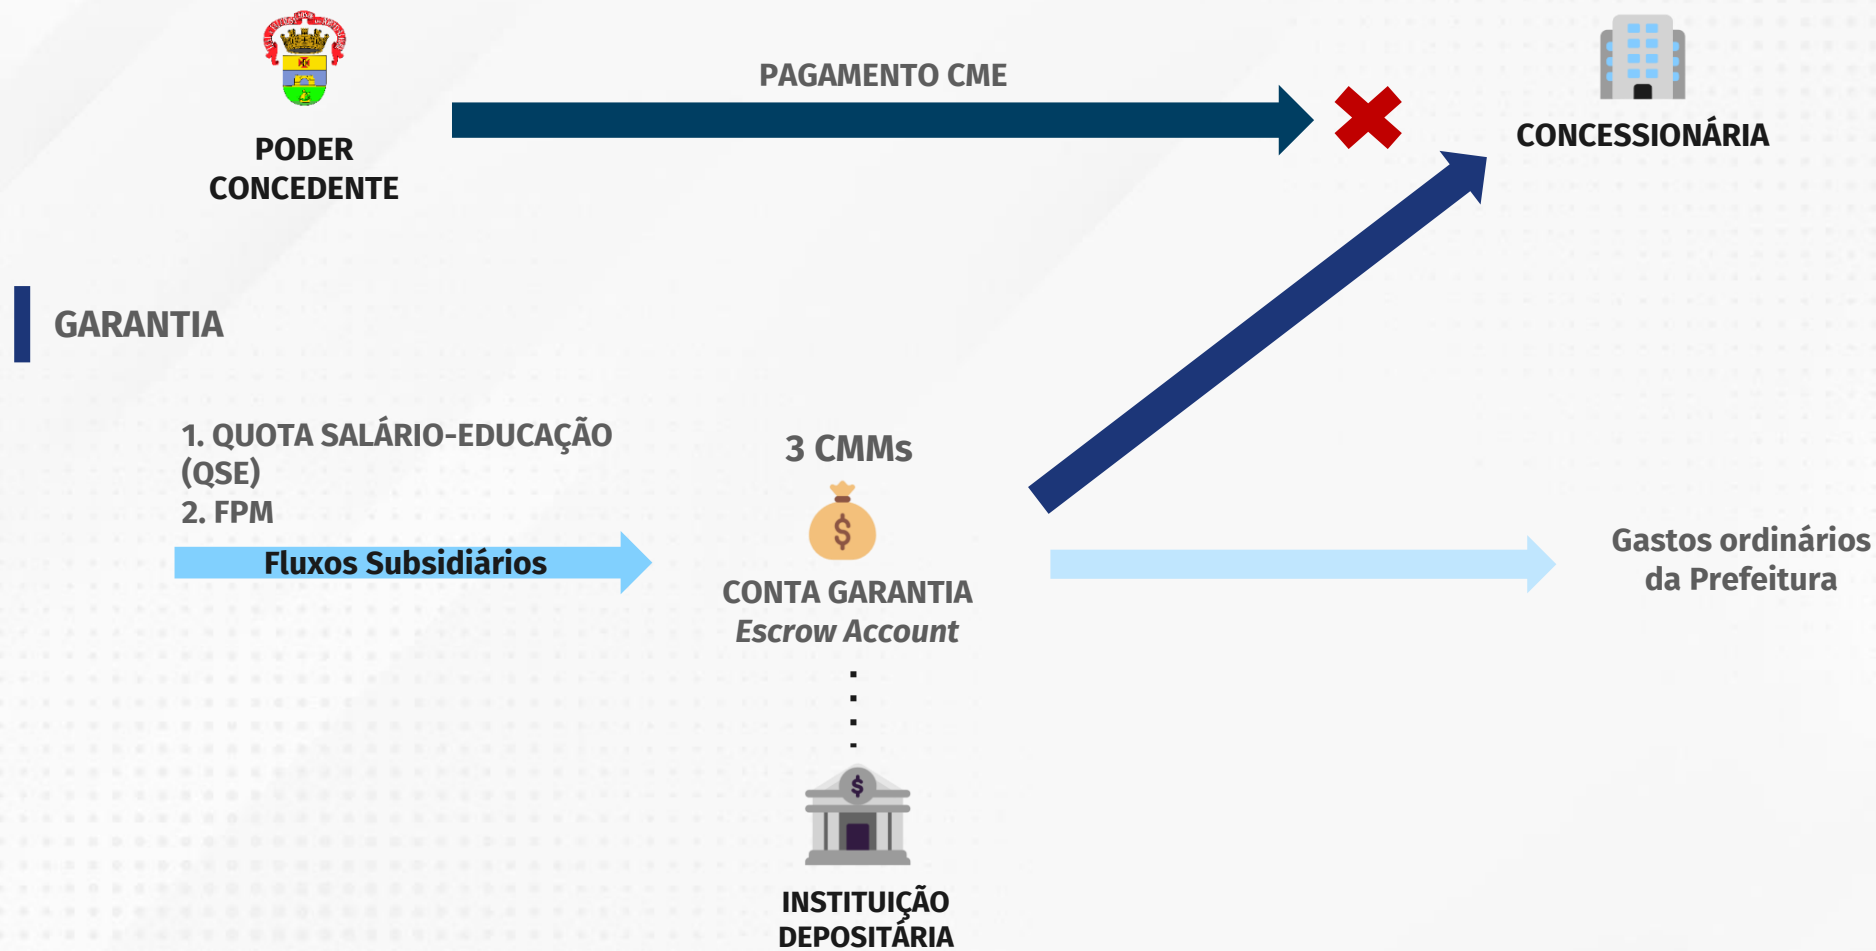 PAGAMENTO CME
PODER
CONCEDENTE
CONCESSIONÁRIA
GARANTIA
1. QUOTA SALÁRIO-EDUCAÇÃO
(QSE)
2. FPM
Fluxos Subsidiários
3 CMMs
$
CONTA GARANTIA
Escrow Account
Gastos ordinários
da Prefeitura
$
INSTITUIÇÃO
DEPOSITÁRIA